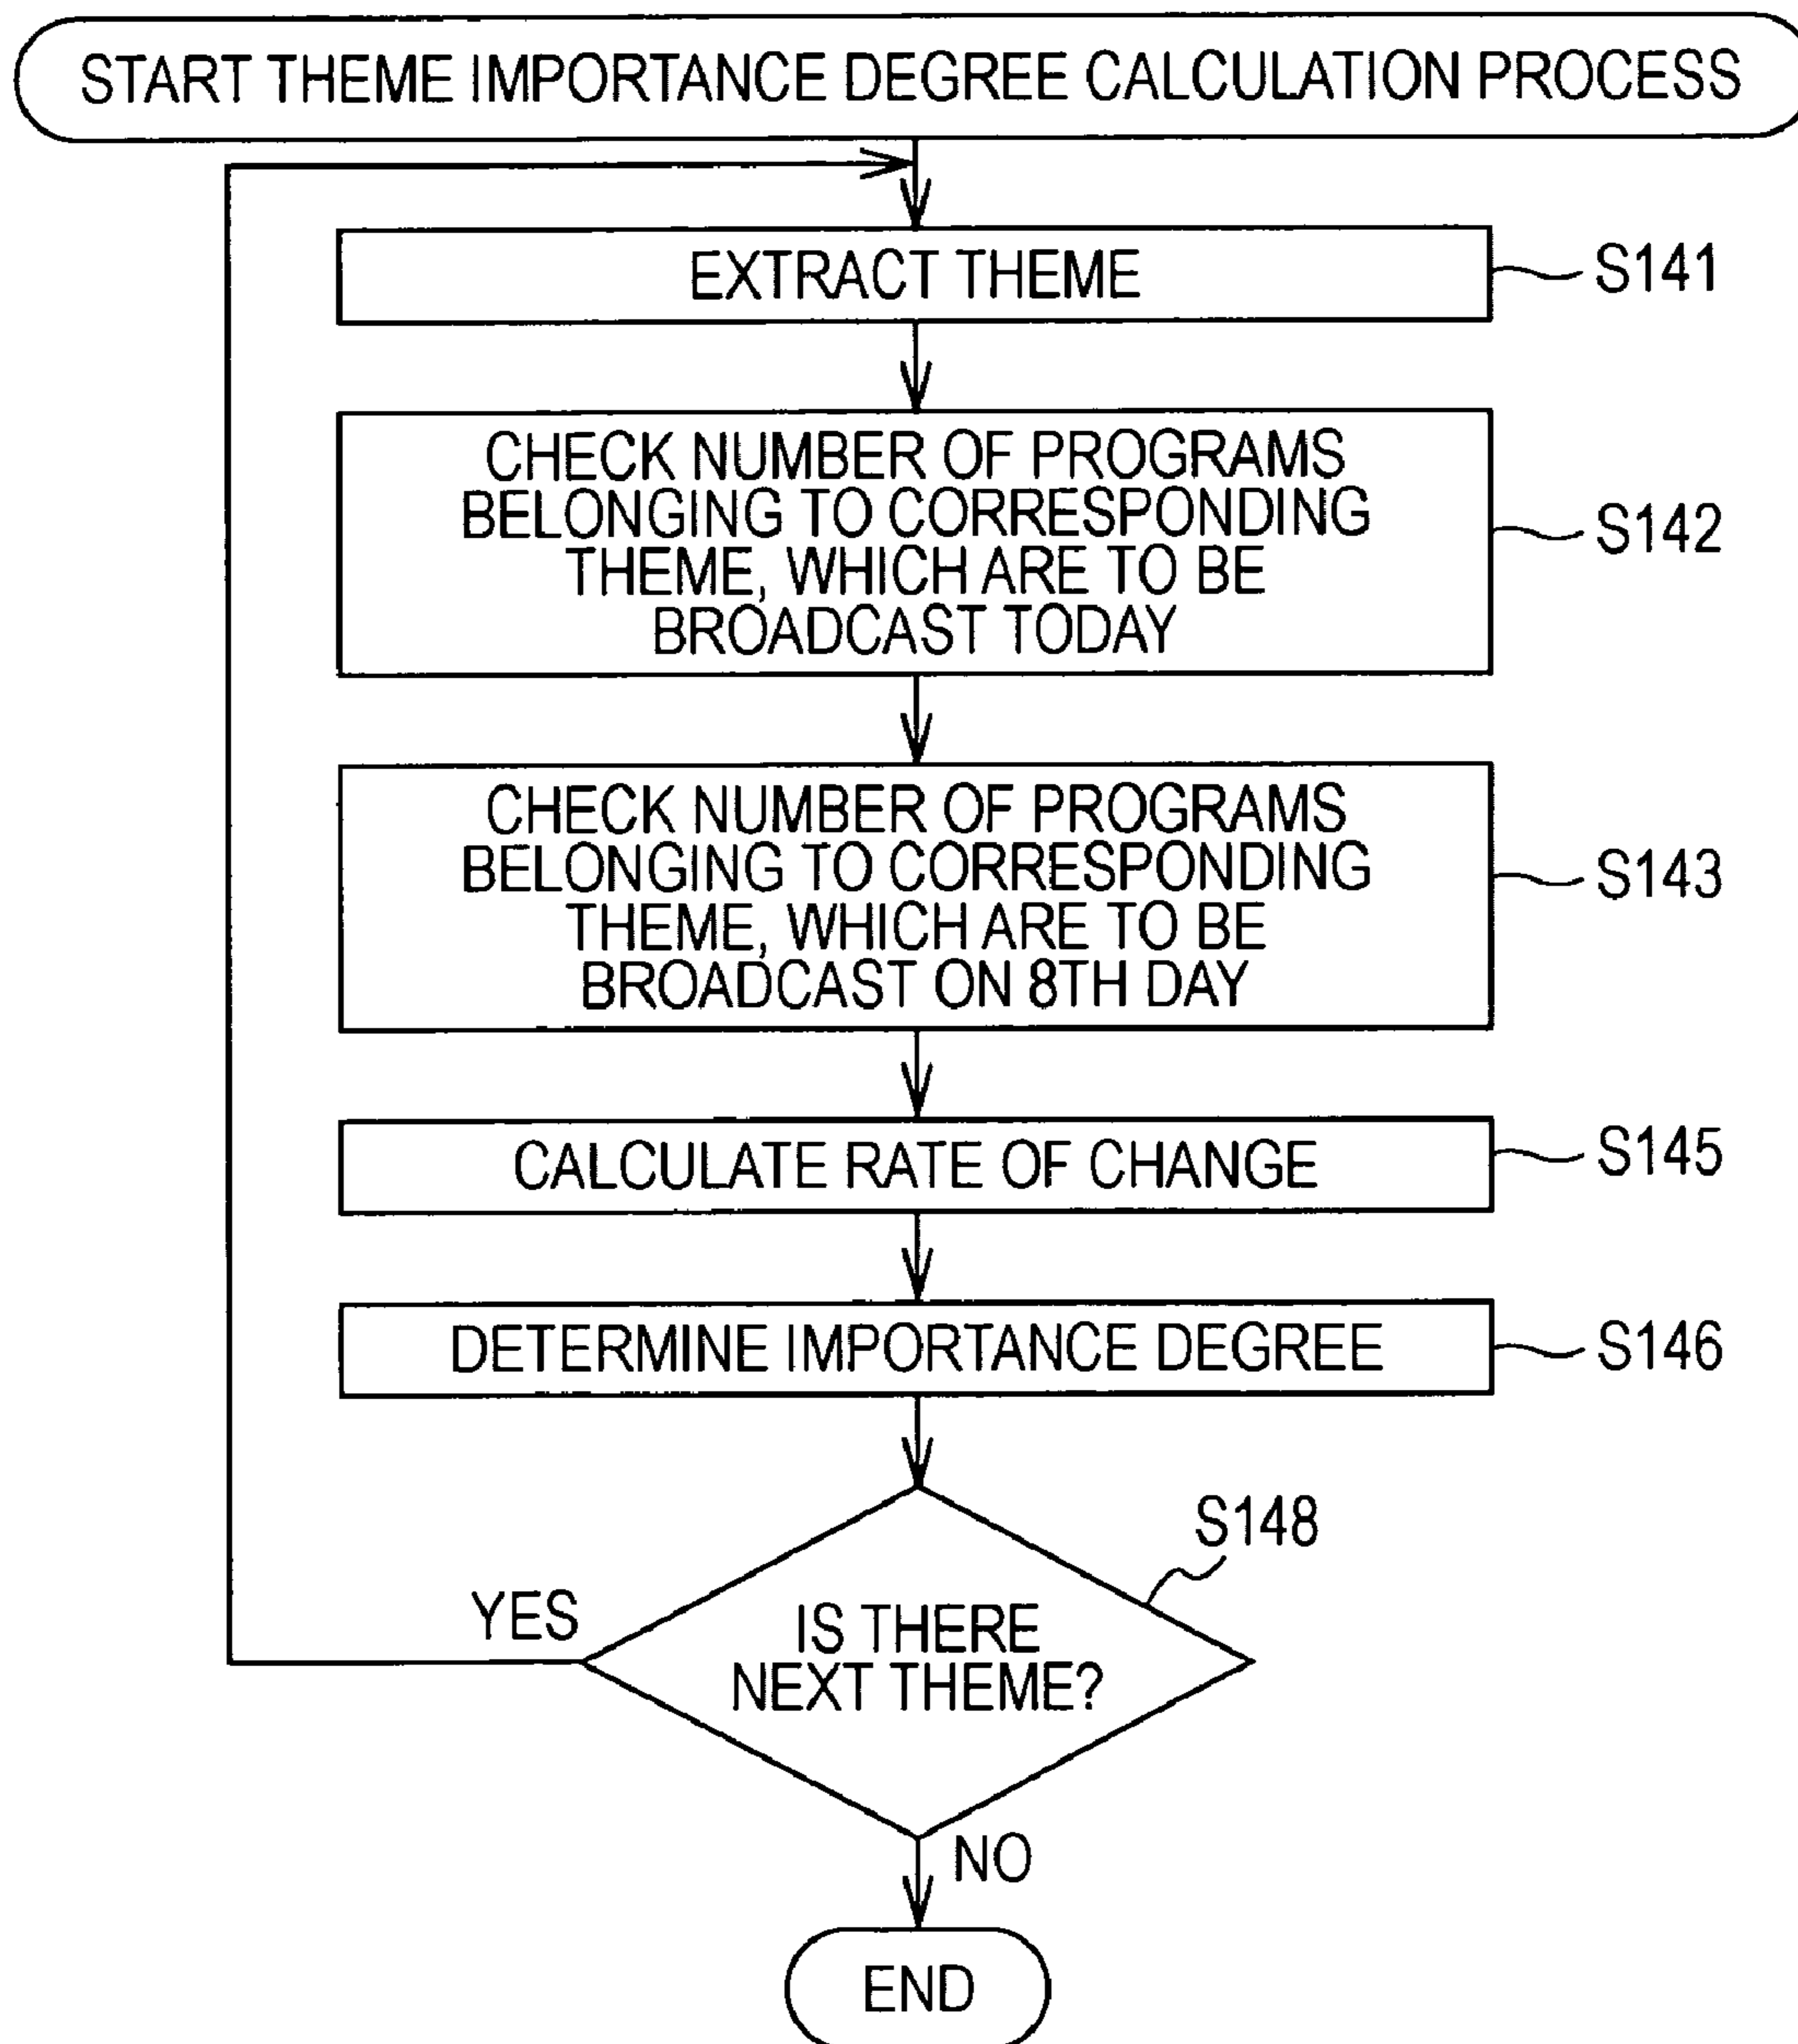 START THEME IMPORTANCE DEGREE CALCULATION PROCESS
EXTRACT THEME
S141
CHECK NUMBER OF PROGRAMS
BELONGING TO CORRESPONDING
THEME, WHICH ARE TO BE
BROADCAST TODAY
S142
CHECK NUMBER OF PROGRAMS
BELONGING TO CORRESPONDING
THEME, WHICH ARE TO BE
BROADCAST ON 8TH DAY
S143
CALCULATE RATE OF CHANGE
S145
DETERMINE IMPORTANCE DEGREE
S146
S148
YES
IS THERE
NEXT THEME?
NO
END